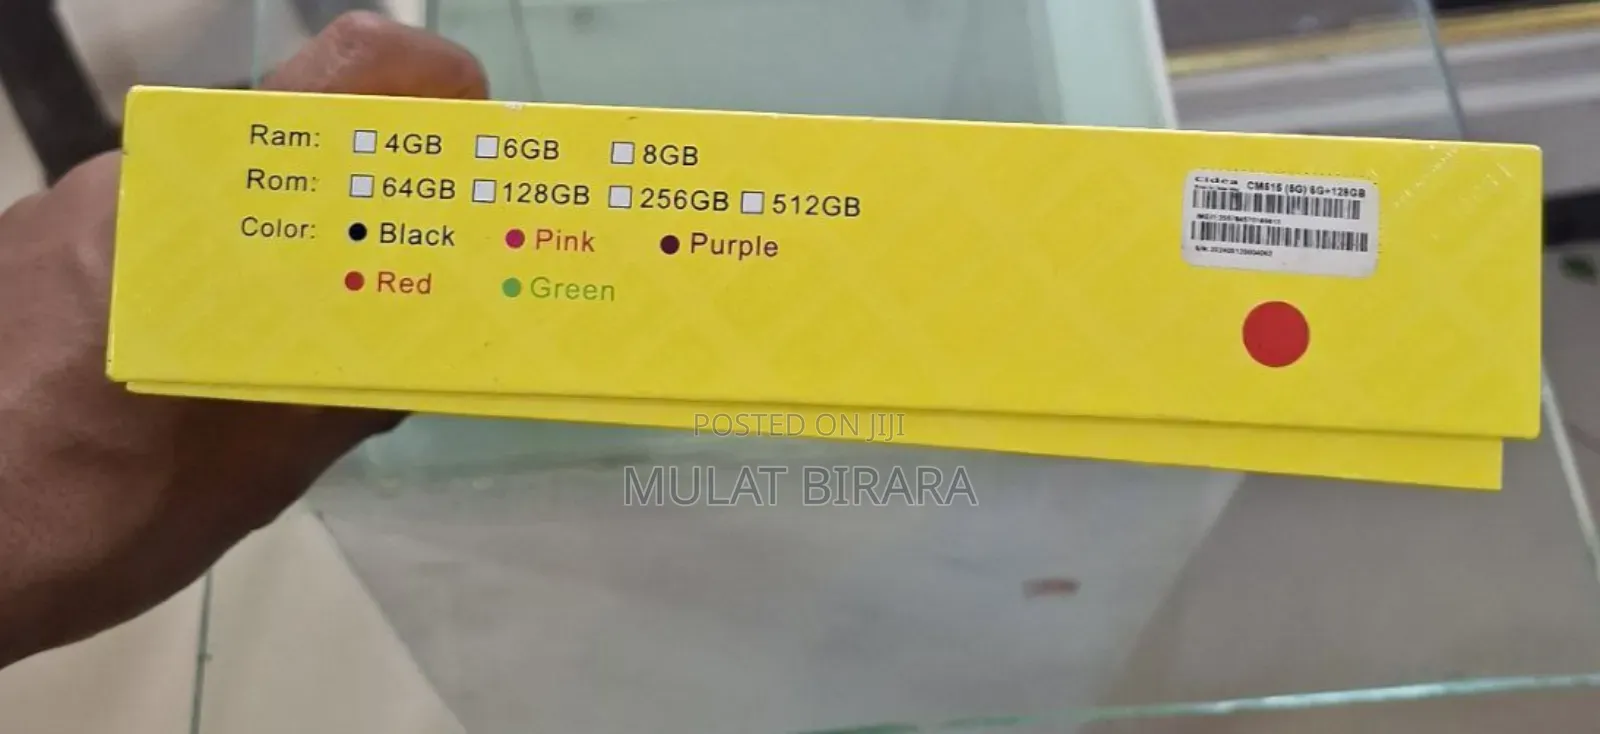 Ram: 4GB 6GB 8GB
Rom: 64GB 128GB 256GB 512GB
Color: Black Pink Purple
Red Green
Cidea CM515 (5G) 6G+128GB
POSTED ON JIJI
MULAT BIRARA